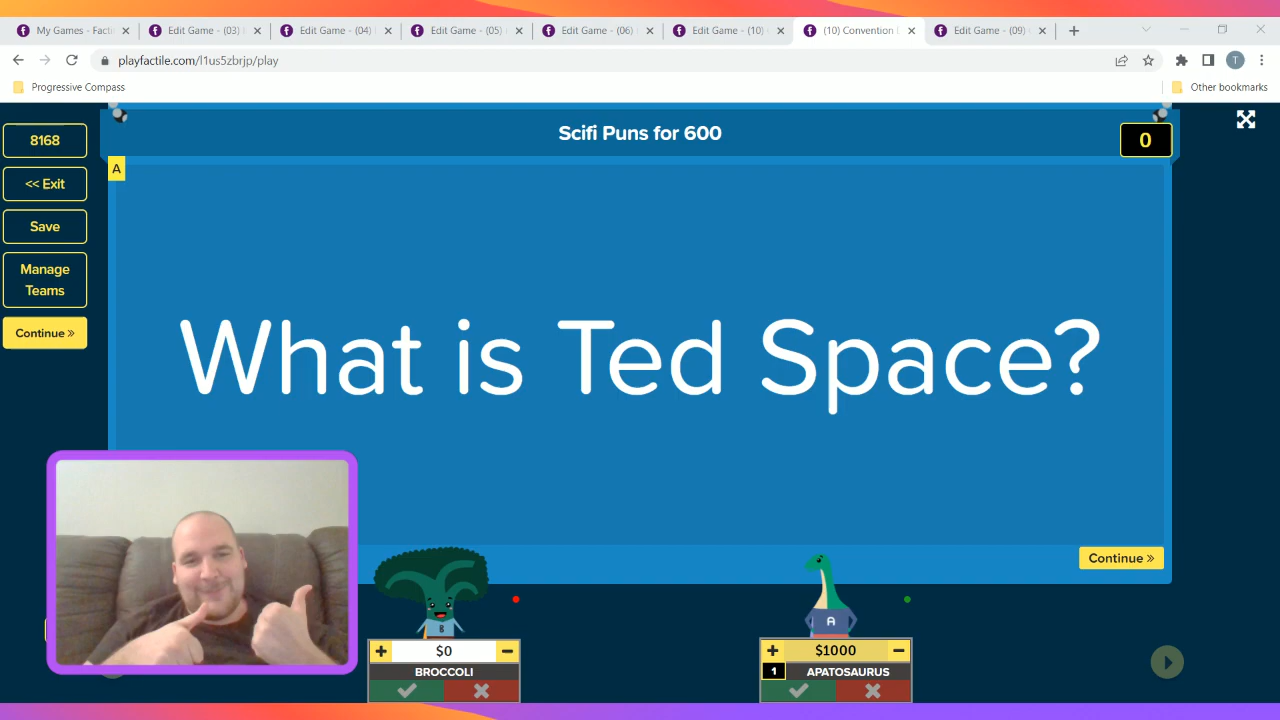 My Games - Facti
Edit Game - (03)
Edit Game - (04)
Edit Game - (05)
Edit Game - (06)
Edit Game - (10)
(10) Convention
Edit Game - (09)
playfactile.com/l1us5zbrjp/play
T
Progressive Compass
Other bookmarks
8168
<< Exit
Save
Manage
Teams
Continue »
Scifi Puns for 600
0
A
What is Ted Space?
Continue »
B
A
+ $0 −
BROCCOLI
+ $1000 −
1 APATOSAURUS